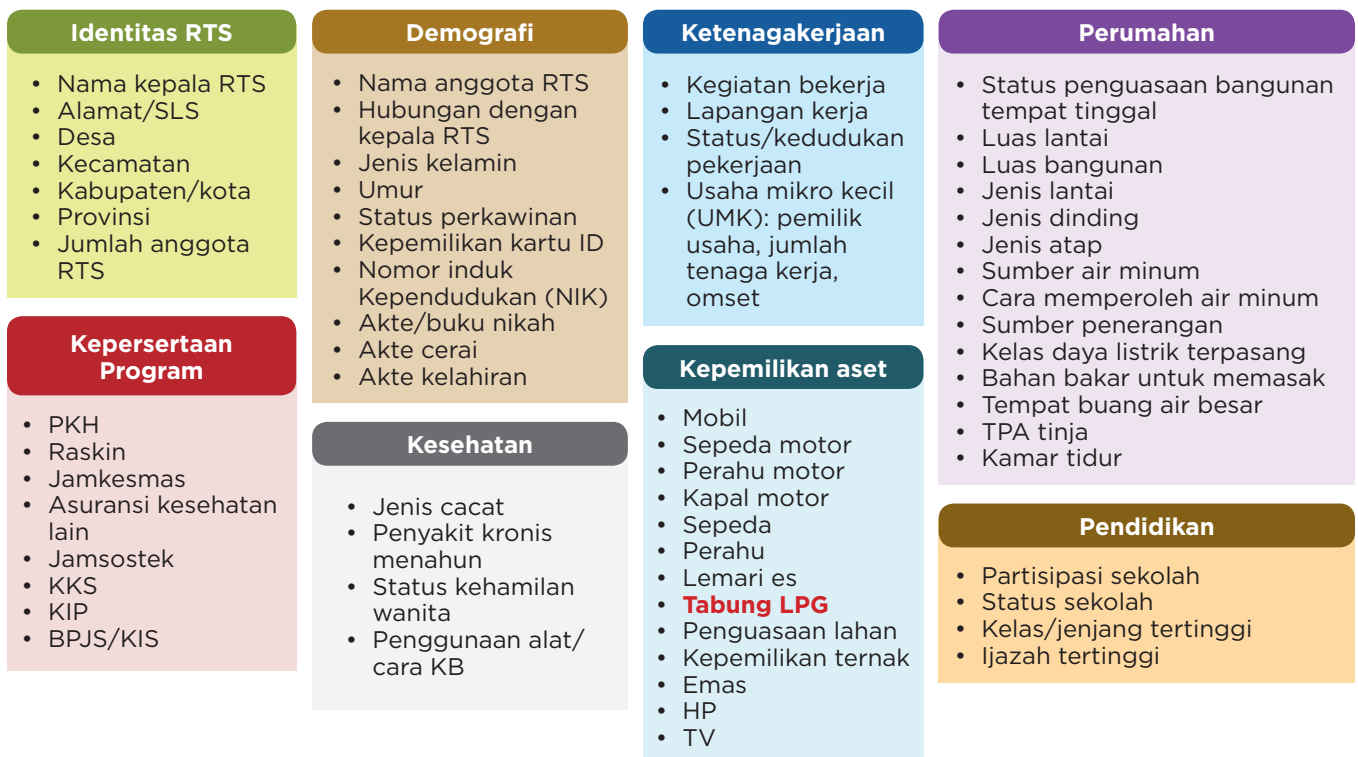 Identitas RTS
• Nama kepala RTS
• Alamat/SLS
• Desa
• Kecamatan
• Kabupaten/kota
• Provinsi
• Jumlah anggota
RTS
Kepersertaan
Program
• PKH
• Raskin
• Jamkesmas
• Asuransi kesehatan
lain
• Jamsostek
• KKS
• KIP
• BPJS/KIS
Demografi
• Nama anggota RTS
• Hubungan dengan
kepala RTS
• Jenis kelamin
• Umur
• Status perkawinan
• Kepemilikan kartu ID
• Nomor induk
Kependudukan (NIK)
• Akte/buku nikah
• Akte cerai
• Akte kelahiran
Kesehatan
• Jenis cacat
• Penyakit kronis
menahun
• Status kehamilan
wanita
• Penggunaan alat/
cara KB
Ketenagakerjaan
• Kegiatan bekerja
• Lapangan kerja
• Status/kedudukan
pekerjaan
• Usaha mikro kecil
(UMK): pemilik
usaha, jumlah
tenaga kerja,
omset
Kepemilikan aset
• Mobil
• Sepeda motor
• Perahu motor
• Kapal motor
• Sepeda
• Perahu
• Lemari es
• Tabung LPG
• Penguasaan lahan
• Kepemilikan ternak
• Emas
• HP
• TV
Perumahan
• Status penguasaan bangunan
tempat tinggal
• Luas lantai
• Luas bangunan
• Jenis lantai
• Jenis dinding
• Jenis atap
• Sumber air minum
• Cara memperoleh air minum
• Sumber penerangan
• Kelas daya listrik terpasang
• Bahan bakar untuk memasak
• Tempat buang air besar
• TPA tinja
• Kamar tidur
Pendidikan
• Partisipasi sekolah
• Status sekolah
• Kelas/jenjang tertinggi
• Ijazah tertinggi